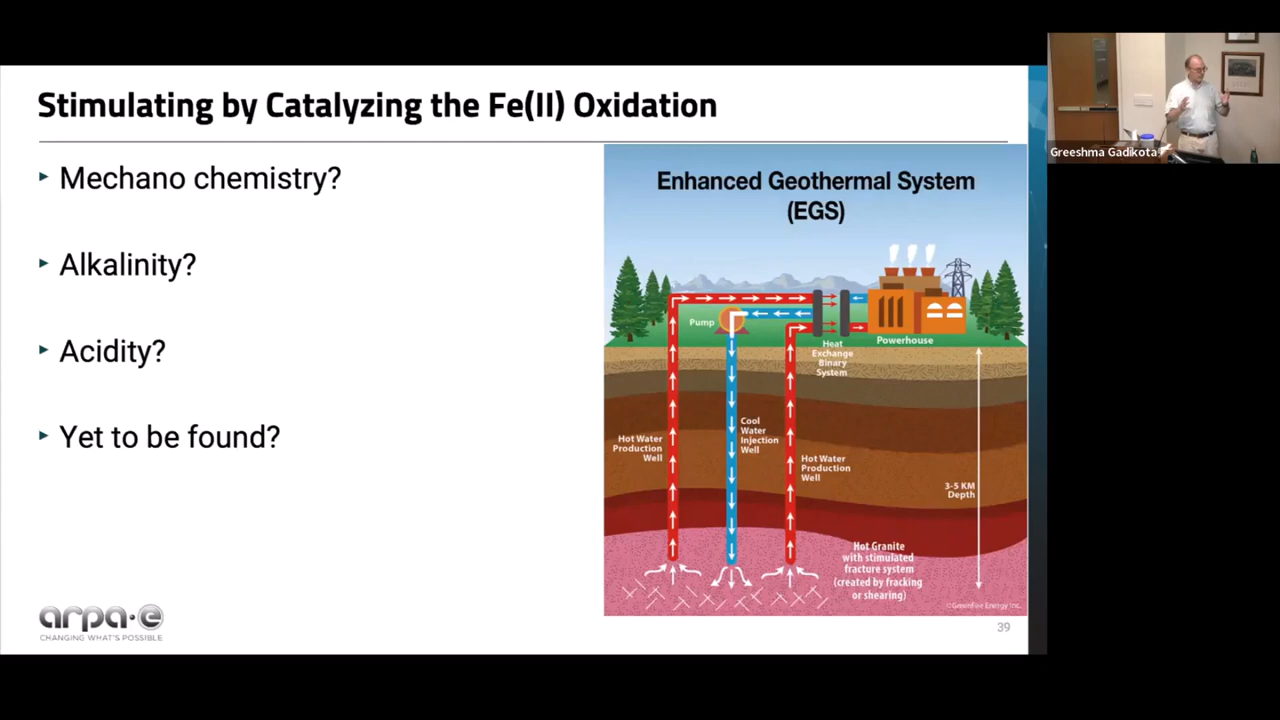 Stimulating by Catalyzing the Fe(II) Oxidation
Mechano chemistry?
Alkalinity?
Acidity?
Yet to be found?
Enhanced Geothermal System
(EGS)
Pump
Heat
Exchange
Binary
System
Powerhouse
Hot Water
Production
Well
Cool
Water
Injection
Well
Hot Water
Production
Well
3-5 KM
Depth
Hot Granite
with stimulated
fracture system
(created by fracking
or shearing)
©GreenFire Energy Inc.
arpa·e
CHANGING WHAT'S POSSIBLE
39
Greeshma Gadikota